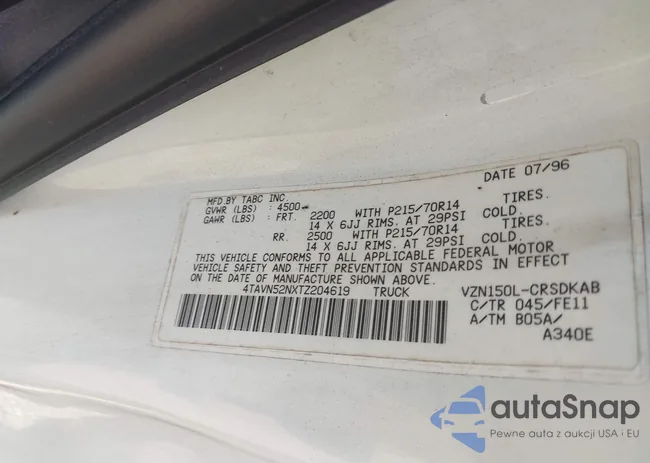 MFD.BY TABC INC. DATE 07/96
GVWR (LBS): 4500
GAWR (LBS): FRT. 2200 WITH P215/70R14 TIRES.
14 X 6JJ RIMS. AT 29PSI COLD.
RR. 2500 WITH P215/70R14 TIRES.
14 X 6JJ RIMS. AT 29PSI COLD.
THIS VEHICLE CONFORMS TO ALL APPLICABLE FEDERAL MOTOR
VEHICLE SAFETY AND THEFT PREVENTION STANDARDS IN EFFECT
ON THE DATE OF MANUFACTURE SHOWN ABOVE.
4TAVN52NXTZ204619 TRUCK VZN150L-CRSDKAB
C/TR 045/FE11
A/TM B05A/
A340E
autaSnap
Pewne auta z aukcji USA i EU